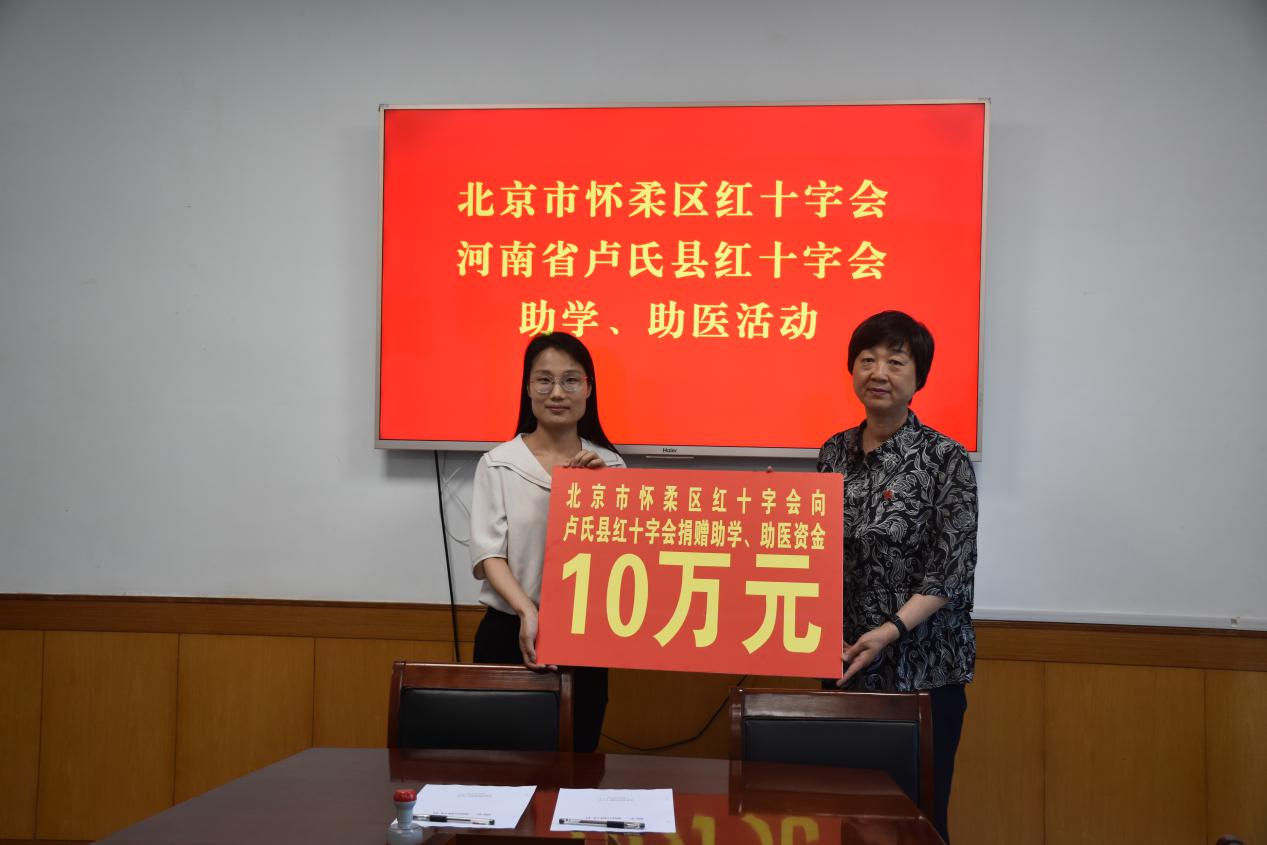 北京市怀柔区红十字会
河南省卢氏县红十字会
助学、助医活动
Haier
北京市怀柔区红十字会向
卢氏县红十字会捐赠助学、助医资金
10万元